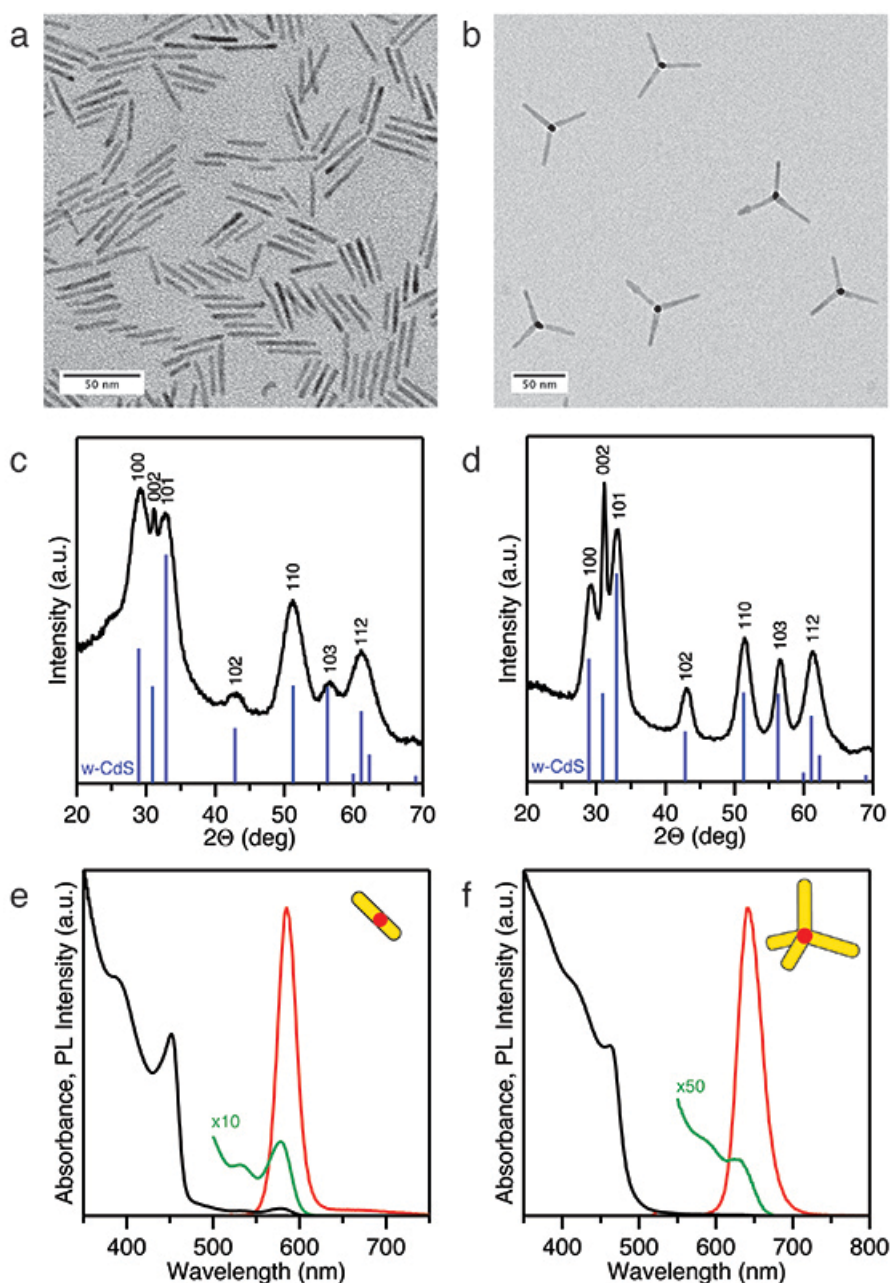 a
b
50 nm
50 nm
c
d
Intensity (a.u.)
100
002
101
102
110
103
112
w-CdS
20 30 40 50 60 70
2Θ (deg)
Intensity (a.u.)
100
002
101
102
110
103
112
w-CdS
20 30 40 50 60 70
2Θ (deg)
e
f
Absorbance, PL Intensity (a.u.)
x10
400 500 600 700
Wavelength (nm)
Absorbance, PL Intensity (a.u.)
x50
400 500 600 700 800
Wavelength (nm)